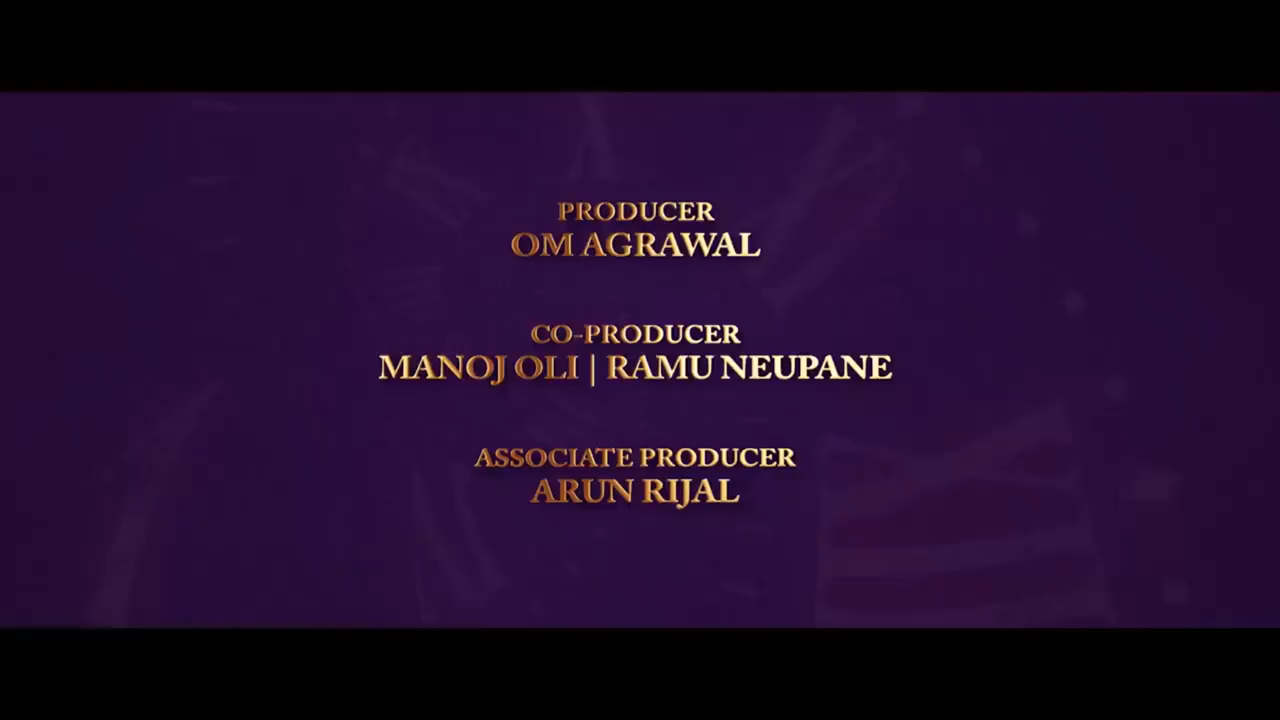 PRODUCER
OM AGRAWAL
CO-PRODUCER
MANOJ OLI | RAMU NEUPANE
ASSOCIATE PRODUCER
ARUN RIJAL